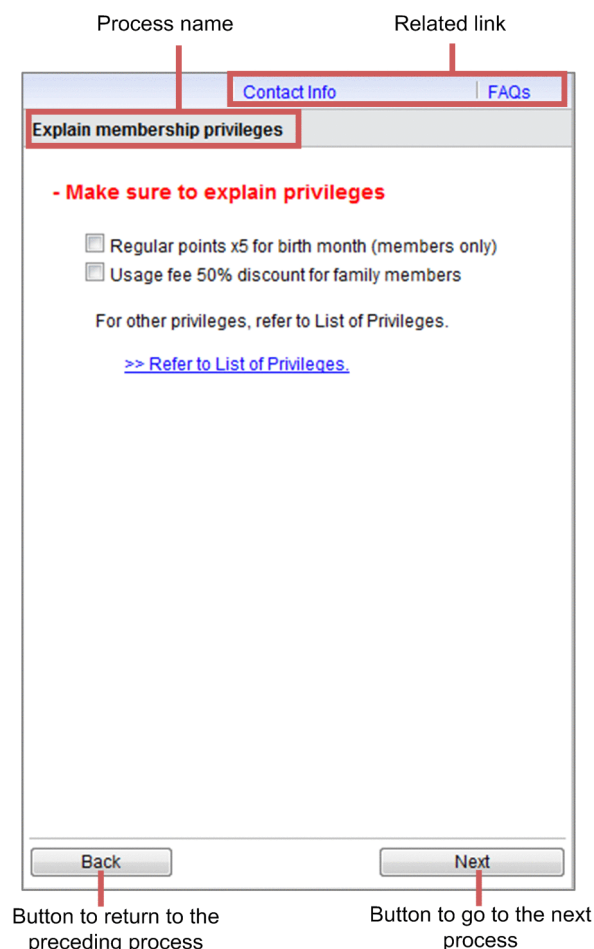 Process name
Related link
Contact Info
FAQs
Explain membership privileges
- Make sure to explain privileges
Regular points x5 for birth month (members only)
Usage fee 50% discount for family members
For other privileges, refer to List of Privileges.
>> Refer to List of Privileges.
Back
Next
Button to return to the
preceding process
Button to go to the next
process